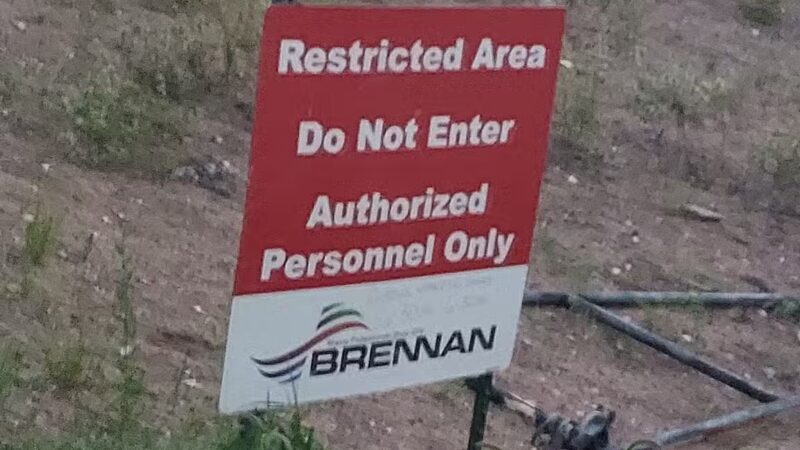 Restricted Area
Do Not Enter
Authorized
Personnel Only
BRENNAN